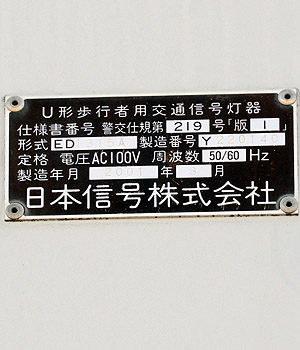 U形歩行者用交通信号灯器
仕様書番号 警交仕規第 219 号「版 1 」
形式 ED 製造番号 Y
定格 電圧AC100V 周波数 50/60 Hz
製造年月 2001 年 月
日本信号株式会社